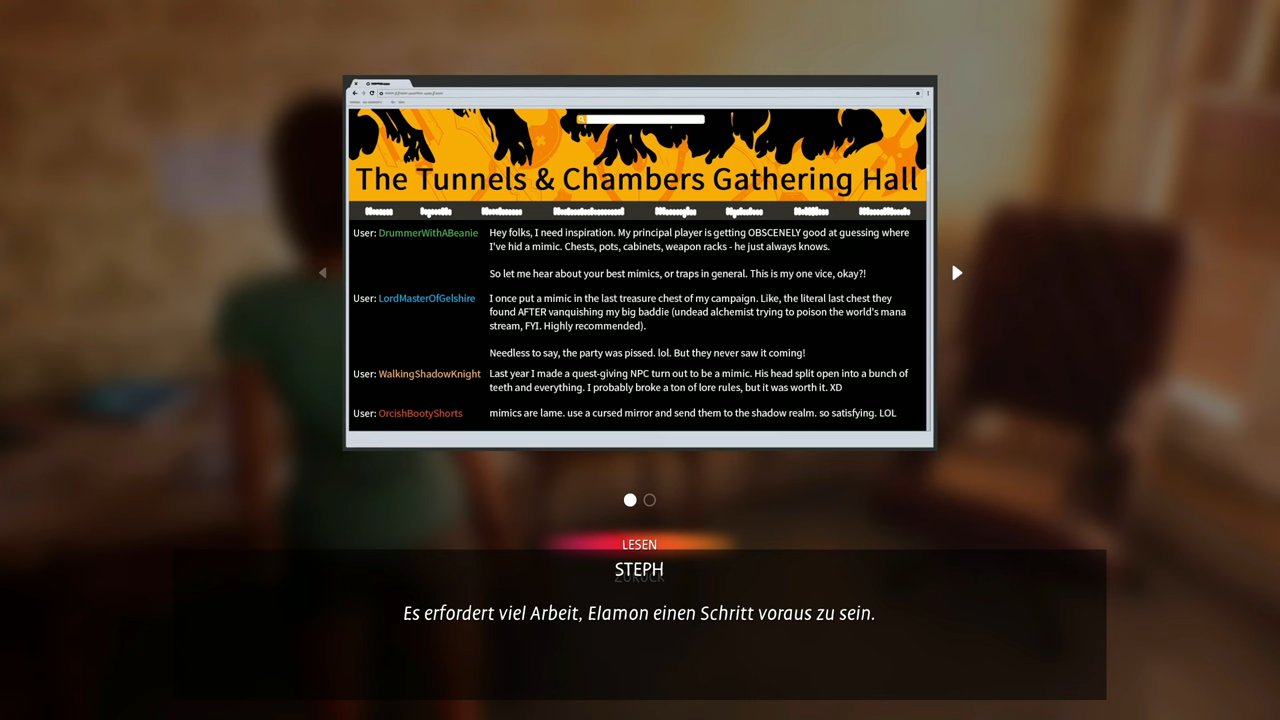 The Tunnels & Chambers Gathering Hall
User: DrummerWithABeanie
Hey folks, I need inspiration. My principal player is getting OBSCENELY good at guessing where
I've hid a mimic. Chests, pots, cabinets, weapon racks - he just always knows.
So let me hear about your best mimics, or traps in general. This is my one vice, okay?!
User: LordMasterOfGelshire
I once put a mimic in the last treasure chest of my campaign. Like, the literal last chest they
found AFTER vanquishing my big baddie (undead alchemist trying to poison the world's mana
stream, FYI. Highly recommended).
Needless to say, the party was pissed. lol. But they never saw it coming!
User: WalkingShadowKnight
Last year I made a quest-giving NPC turn out to be a mimic. His head split open into a bunch of
teeth and everything. I probably broke a ton of lore rules, but it was worth it. XD
User: OrcishBootyShorts
mimics are lame. use a cursed mirror and send them to the shadow realm. so satisfying. LOL
LESEN
STEPH
ZURÜCK
Es erfordert viel Arbeit, Elamon einen Schritt voraus zu sein.